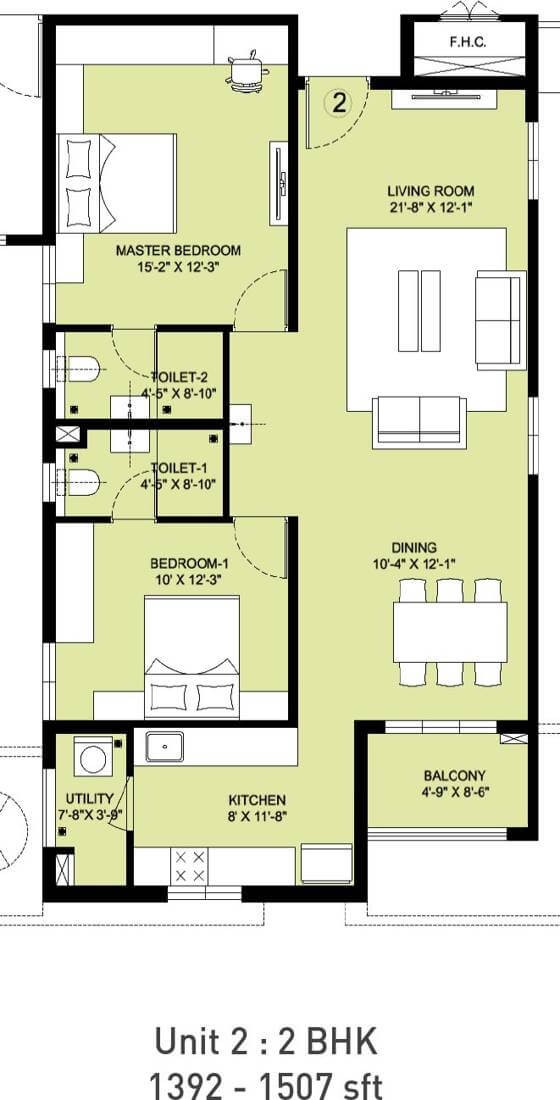 F.H.C.
2
LIVING ROOM
21'-8" X 12'-1"
MASTER BEDROOM
15'-2" X 12'-3"
TOILET-2
4'-5" X 8'-10"
TOILET-1
4'-5" X 8'-10"
DINING
10'-4" X 12'-1"
BEDROOM-1
10' X 12'-3"
BALCONY
4'-9" X 8'-6"
UTILITY
7'-8"X 3'-9"
KITCHEN
8' X 11'-8"
Unit 2 : 2 BHK
1392 - 1507 sft